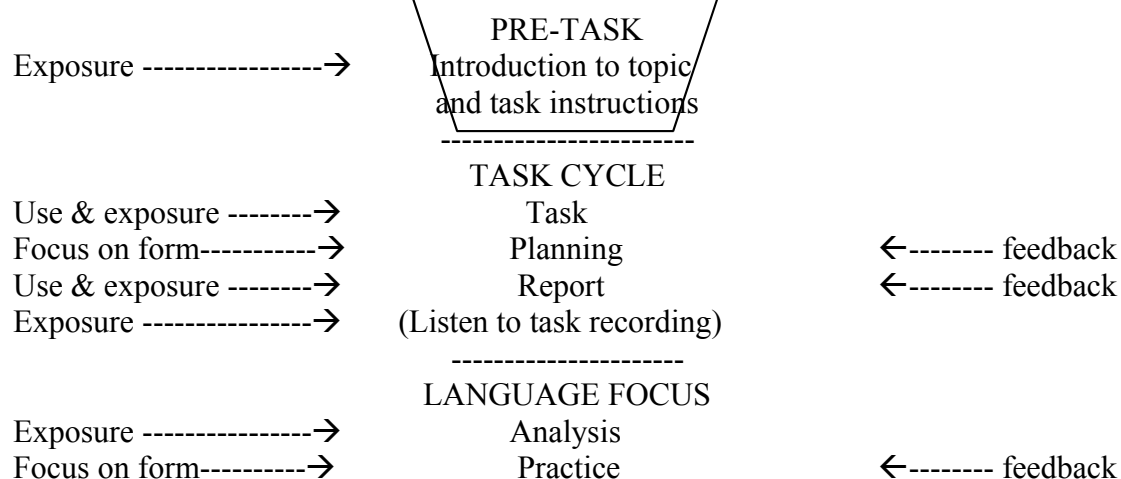 PRE-TASK
Exposure -----------------→ Introduction to topic
and task instructions
------------------------
TASK CYCLE
Use & exposure --------→ Task
Focus on form----------→ Planning ←-------- feedback
Use & exposure --------→ Report ←-------- feedback
Exposure ----------------→ (Listen to task recording)
----------------------
LANGUAGE FOCUS
Exposure ----------------→ Analysis
Focus on form----------→ Practice ←-------- feedback